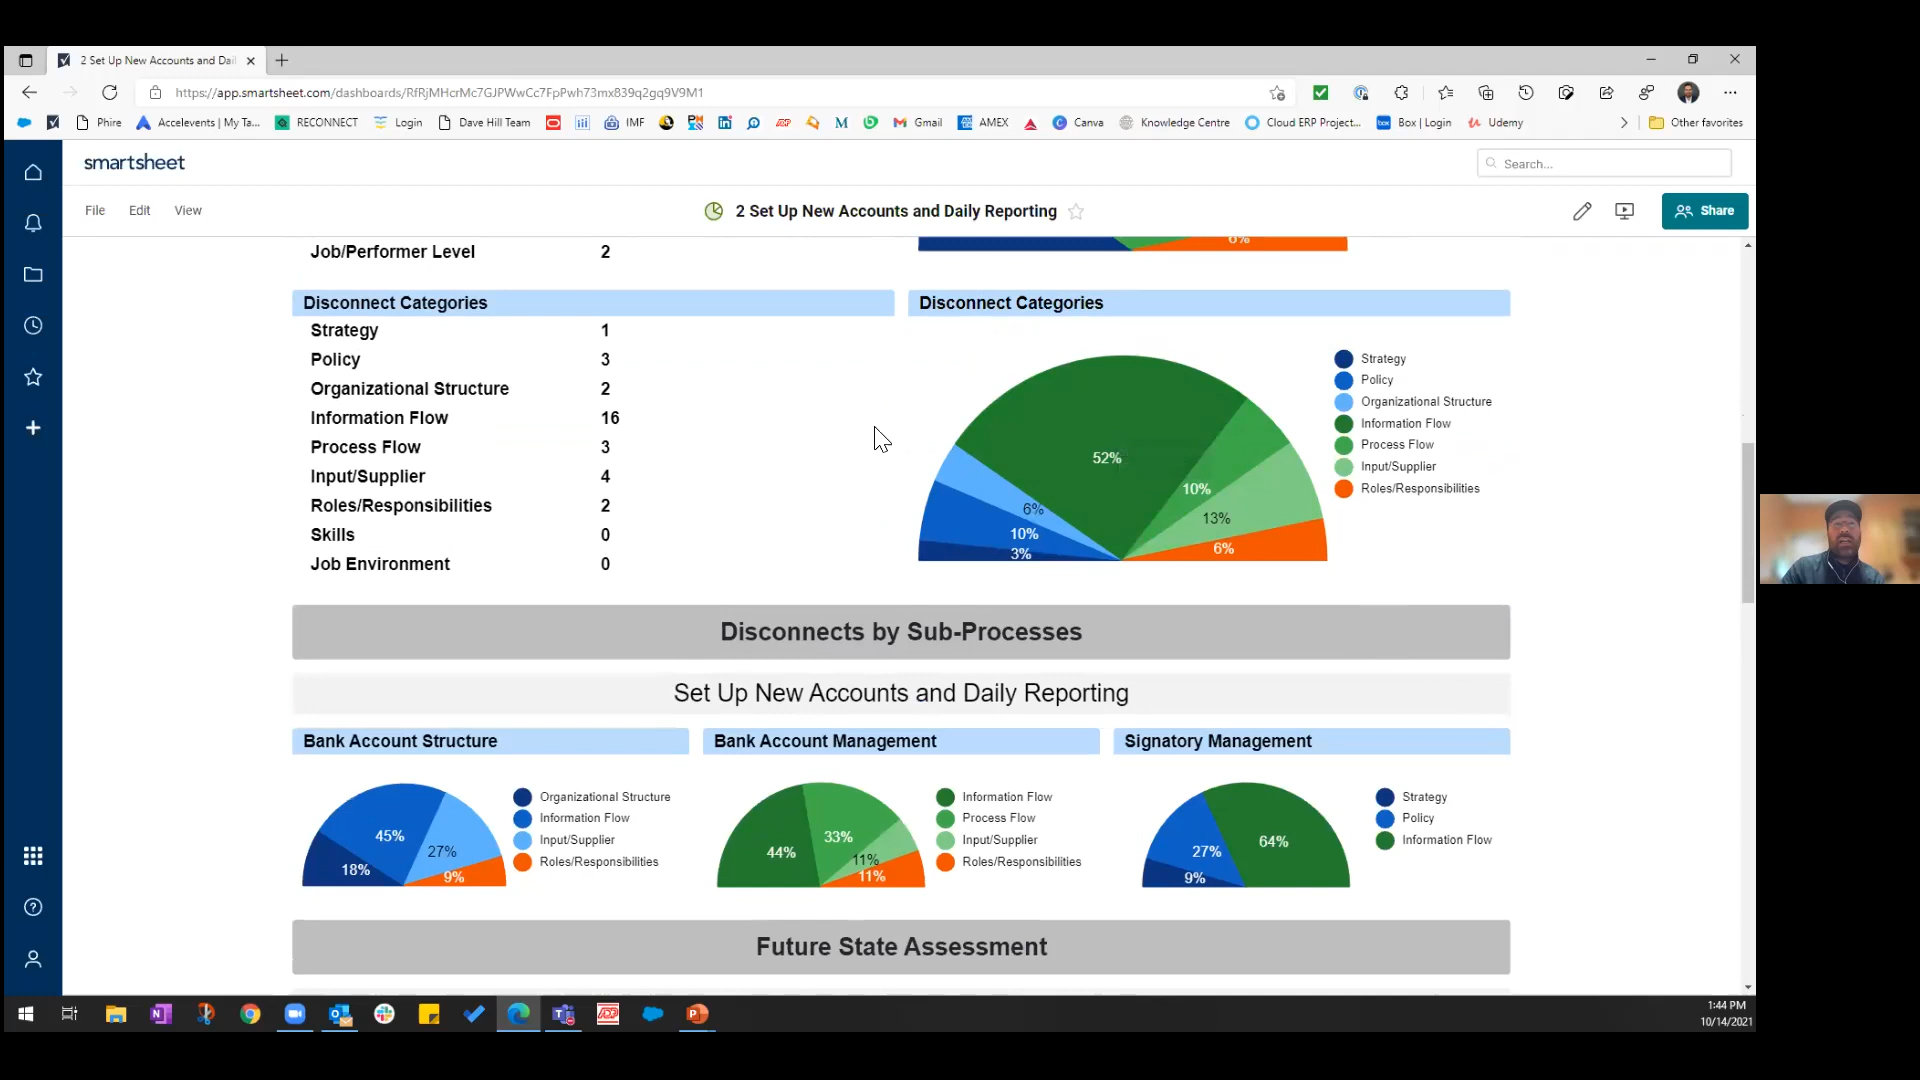 2 Set Up New Accounts and Dail
https://app.smartsheet.com/dashboards/RfRjMHcrMc7GJPWwCc7FpPwh73mx839q2gq9V9M1
Phire Accelevents | My Ta... RECONNECT Login Dave Hill Team IMF Gmail AMEX Canva Knowledge Centre Cloud ERP Project... Box | Login Udemy Other favorites
smartsheet
Search...
File Edit View
2 Set Up New Accounts and Daily Reporting
Share
Job/Performer Level 2
6%
Disconnect Categories
Strategy 1
Policy 3
Organizational Structure 2
Information Flow 16
Process Flow 3
Input/Supplier 4
Roles/Responsibilities 2
Skills 0
Job Environment 0
Disconnect Categories
52%
10%
13%
6%
6%
10%
3%
Strategy
Policy
Organizational Structure
Information Flow
Process Flow
Input/Supplier
Roles/Responsibilities
Disconnects by Sub-Processes
Set Up New Accounts and Daily Reporting
Bank Account Structure
45%
27%
18%
9%
Organizational Structure
Information Flow
Input/Supplier
Roles/Responsibilities
Bank Account Management
33%
44%
11%
11%
Information Flow
Process Flow
Input/Supplier
Roles/Responsibilities
Signatory Management
64%
27%
9%
Strategy
Policy
Information Flow
Future State Assessment
1:44 PM
10/14/2021